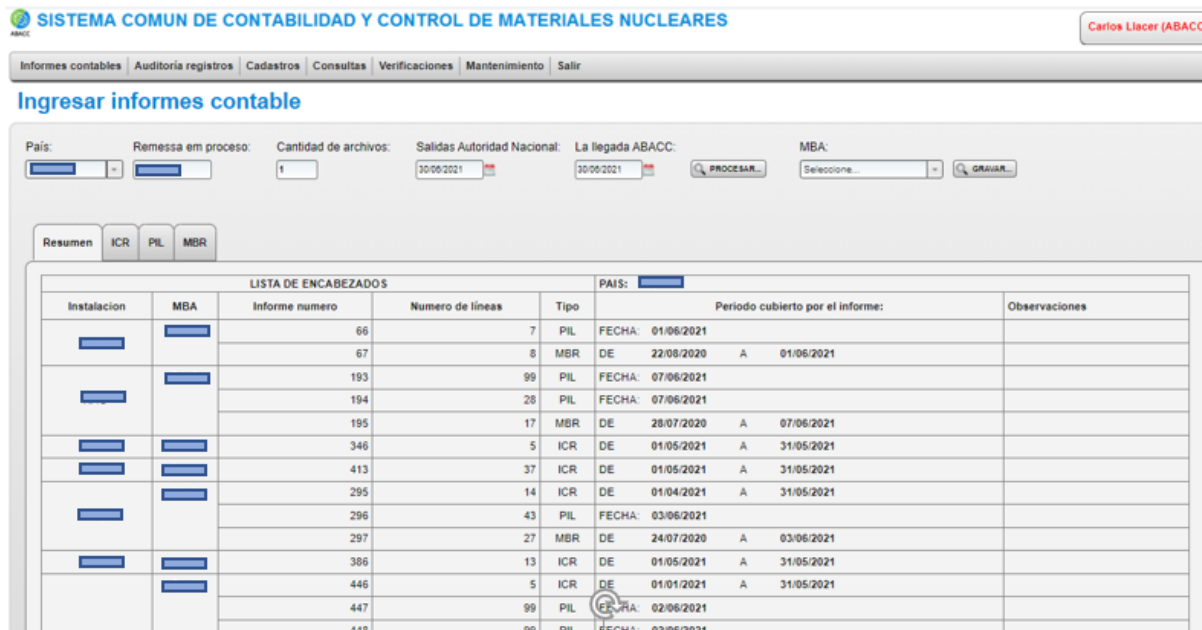 SISTEMA COMUN DE CONTABILIDAD Y CONTROL DE MATERIALES NUCLEARES
ABACC
Carlos Llacer (ABACC
Informes contables Auditoría registros Cadastros Consultas Verificaciones Mantenimiento Salir
Ingresar informes contable
País: Remessa em proceso: Cantidad de archivos: Salidas Autoridad Nacional: La llegada ABACC: MBA:
1 30/06/2021 30/06/2021 PROCESAR... Seleccione... GRAVAR...
Resumen ICR PIL MBR
LISTA DE ENCABEZADOS PAIS:
Instalacion MBA Informe numero Numero de líneas Tipo Periodo cubierto por el informe: Observaciones
66 7 PIL FECHA: 01/06/2021
67 8 MBR DE 22/08/2020 A 01/06/2021
193 99 PIL FECHA: 07/06/2021
194 28 PIL FECHA: 07/06/2021
195 17 MBR DE 28/07/2020 A 07/06/2021
346 5 ICR DE 01/05/2021 A 31/05/2021
413 37 ICR DE 01/05/2021 A 31/05/2021
295 14 ICR DE 01/04/2021 A 31/05/2021
296 43 PIL FECHA: 03/06/2021
297 27 MBR DE 24/07/2020 A 03/06/2021
386 13 ICR DE 01/05/2021 A 31/05/2021
446 5 ICR DE 01/01/2021 A 31/05/2021
447 99 PIL FECHA: 02/06/2021
448 99 PIL FECHA: 02/06/2021